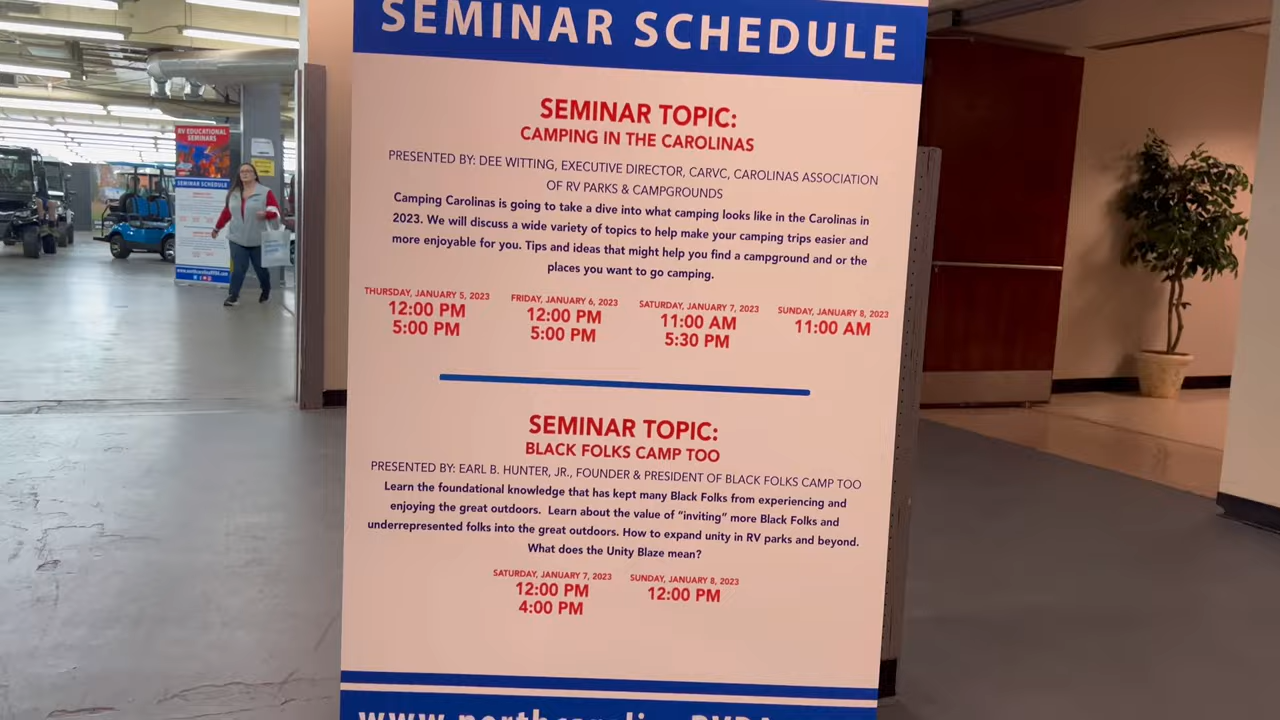 SEMINAR SCHEDULE
SEMINAR TOPIC:
CAMPING IN THE CAROLINAS
PRESENTED BY: DEE WITTING, EXECUTIVE DIRECTOR, CARVC, CAROLINAS ASSOCIATION
OF RV PARKS & CAMPGROUNDS
Camping Carolinas is going to take a dive into what camping looks like in the Carolinas in
2023. We will discuss a wide variety of topics to help make your camping trips easier and
more enjoyable for you. Tips and ideas that might help you find a campground and or the
places you want to go camping.
THURSDAY, JANUARY 5, 2023
12:00 PM
5:00 PM
FRIDAY, JANUARY 6, 2023
12:00 PM
5:00 PM
SATURDAY, JANUARY 7, 2023
11:00 AM
5:30 PM
SUNDAY, JANUARY 8, 2023
11:00 AM
SEMINAR TOPIC:
BLACK FOLKS CAMP TOO
PRESENTED BY: EARL B. HUNTER, JR., FOUNDER & PRESIDENT OF BLACK FOLKS CAMP TOO
Learn the foundational knowledge that has kept many Black Folks from experiencing and
enjoying the great outdoors. Learn about the value of "inviting" more Black Folks and
underrepresented folks into the great outdoors. How to expand unity in RV parks and beyond.
What does the Unity Blaze mean?
SATURDAY, JANUARY 7, 2023
12:00 PM
4:00 PM
SUNDAY, JANUARY 8, 2023
12:00 PM
RV EDUCATIONAL
SEMINARS
SEMINAR SCHEDULE